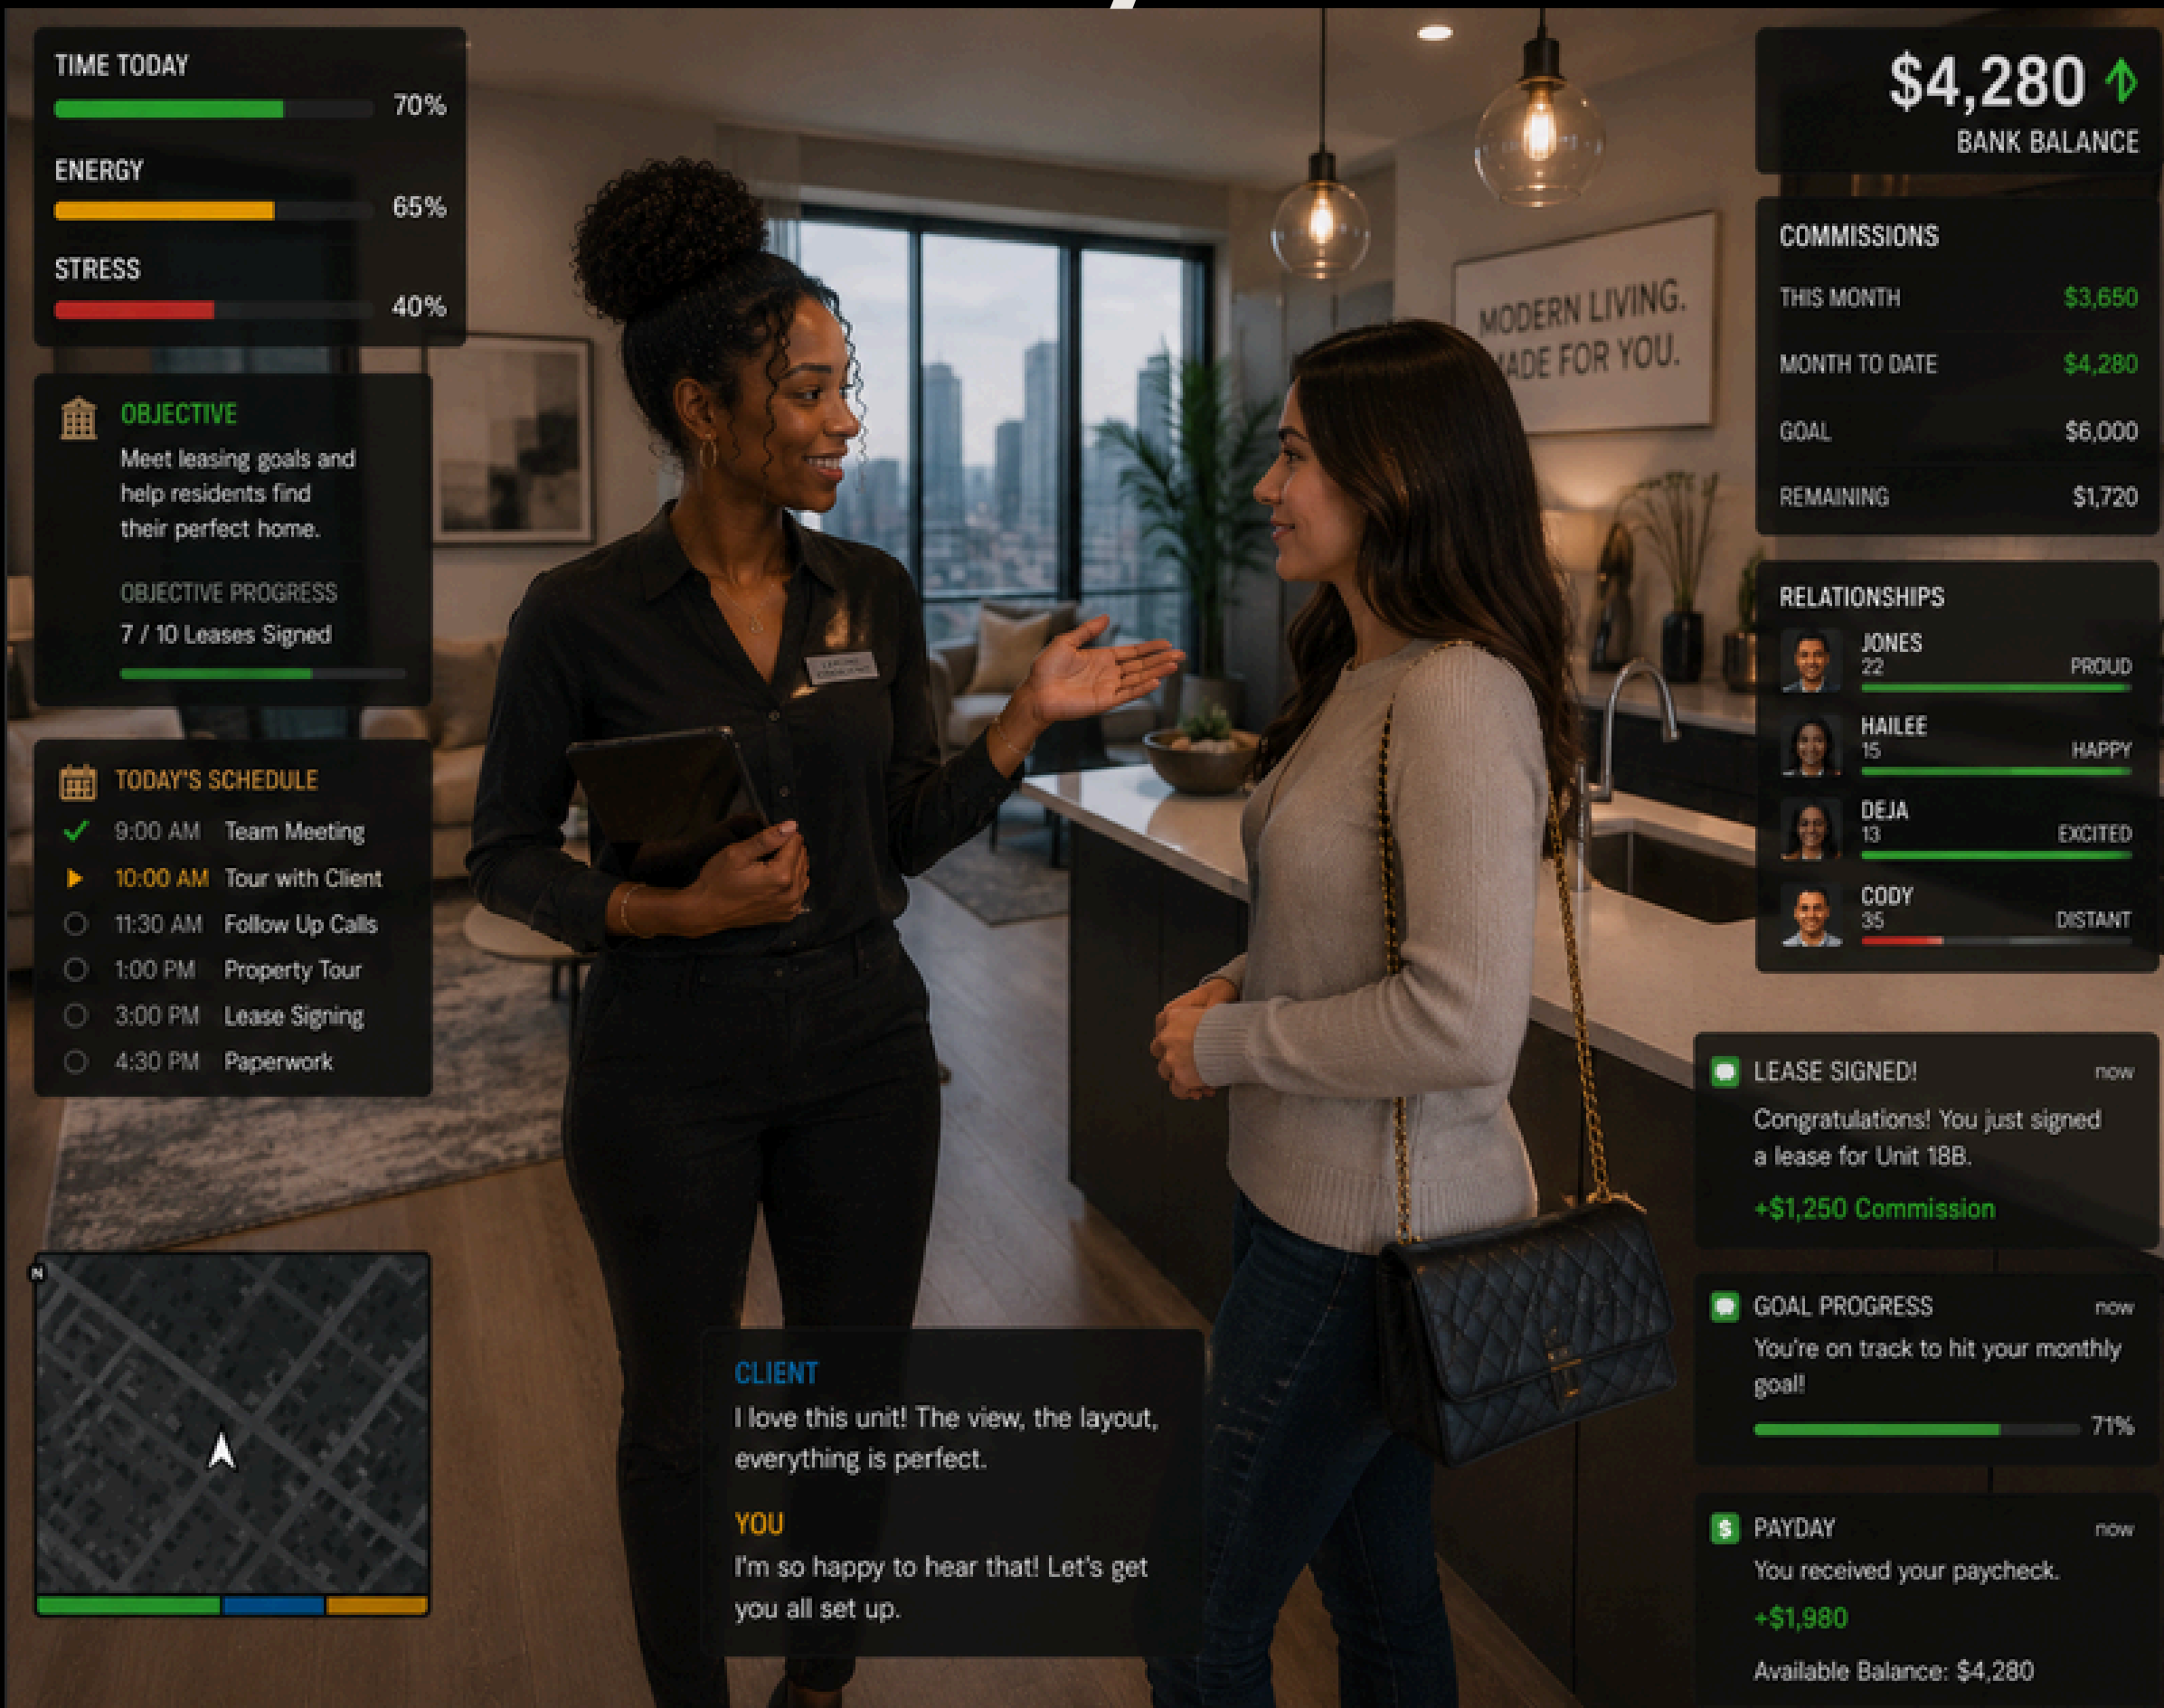 TIME TODAY
70%
ENERGY
65%
STRESS
40%
OBJECTIVE
Meet leasing goals and
help residents find
their perfect home.
OBJECTIVE PROGRESS
7 / 10 Leases Signed
TODAY'S SCHEDULE
9:00 AM Team Meeting
10:00 AM Tour with Client
11:30 AM Follow Up Calls
1:00 PM Property Tour
3:00 PM Lease Signing
4:30 PM Paperwork
N
MODERN LIVING.
MADE FOR YOU.
CLIENT
I love this unit! The view, the layout,
everything is perfect.
YOU
I'm so happy to hear that! Let's get
you all set up.
$4,280
BANK BALANCE
COMMISSIONS
THIS MONTH $3,650
MONTH TO DATE $4,280
GOAL $6,000
REMAINING $1,720
RELATIONSHIPS
JONES
22 PROUD
HAILEE
15 HAPPY
DEJA
13 EXCITED
CODY
35 DISTANT
LEASE SIGNED! now
Congratulations! You just signed
a lease for Unit 18B.
+$1,250 Commission
GOAL PROGRESS now
You're on track to hit your monthly
goal!
71%
$ PAYDAY now
You received your paycheck.
+$1,980
Available Balance: $4,280